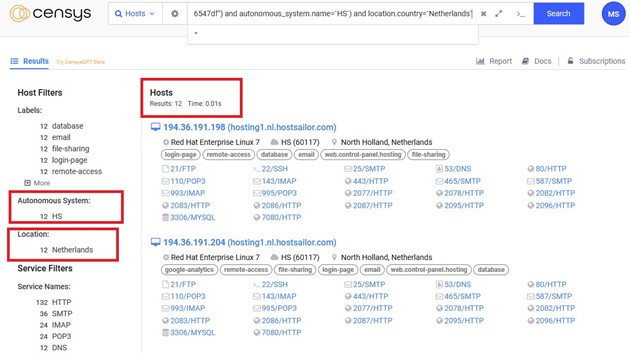 censys
Hosts
6547df") and autonomous_system.name=`HS`) and location.country=`Netherlands`
>_
Search
MS
Results
Try CensysGPT Beta
Report
Docs
Subscriptions
Host Filters
Labels:
12 database
12 email
12 file-sharing
12 login-page
12 remote-access
More
Autonomous System:
12 HS
Location:
12 Netherlands
Service Filters
Service Names:
132 HTTP
36 SMTP
24 IMAP
24 POP3
12 DNS
Hosts
Results: 12 Time: 0.01s
194.36.191.198 (hosting1.nl.hostsailor.com)
Red Hat Enterprise Linux 7 HS (60117) North Holland, Netherlands
login-page remote-access database email web.control-panel.hosting file-sharing
21/FTP >_ 22/SSH 25/SMTP 53/DNS 80/HTTP
110/POP3 143/IMAP 443/HTTP 465/SMTP 587/SMTP
993/IMAP 995/POP3 2077/HTTP 2078/HTTP 2082/HTTP
2083/HTTP 2086/HTTP 2087/HTTP 2095/HTTP 2096/HTTP
3306/MYSQL 7080/HTTP
194.36.191.204 (hosting1.nl.hostsailor.com)
Red Hat Enterprise Linux 7 HS (60117) North Holland, Netherlands
google-analytics remote-access file-sharing login-page email web.control-panel.hosting database
21/FTP >_ 22/SSH 25/SMTP 53/DNS 80/HTTP
110/POP3 143/IMAP 443/HTTP 465/SMTP 587/SMTP
993/IMAP 995/POP3 2077/HTTP 2078/HTTP 2082/HTTP
2083/HTTP 2086/HTTP 2087/HTTP 2095/HTTP 2096/HTTP
3306/MYSQL 7080/HTTP